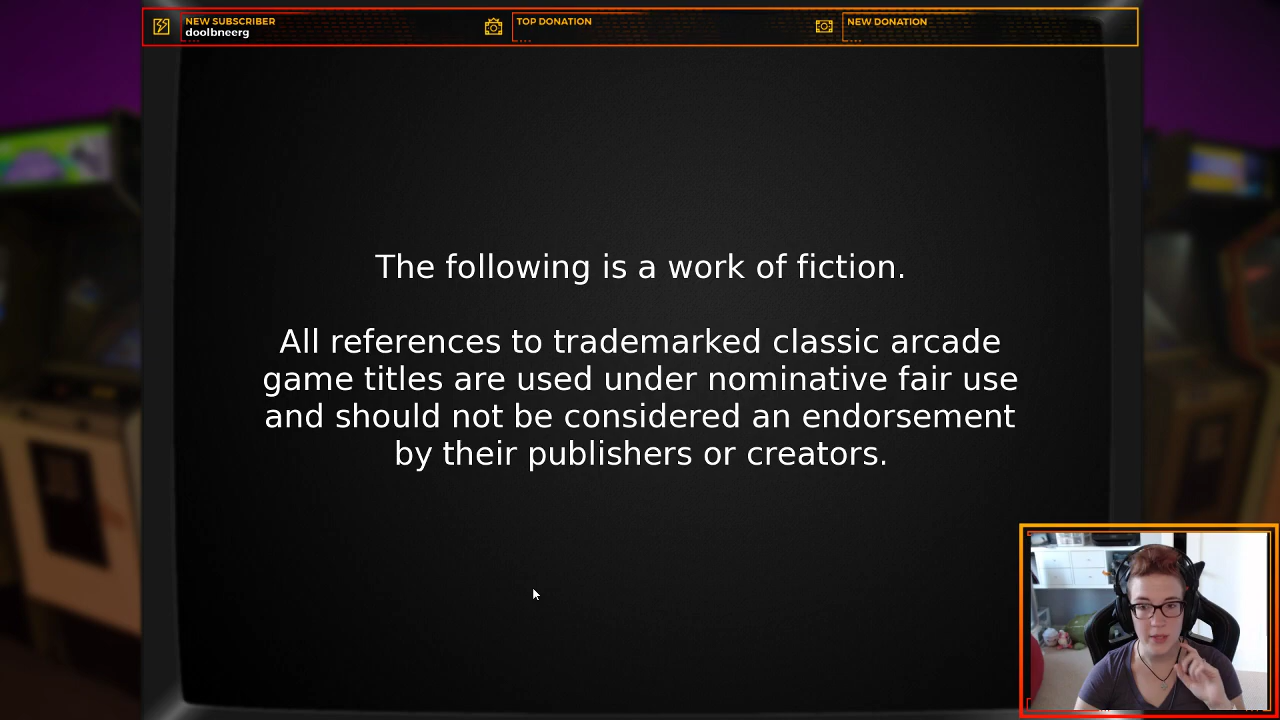 NEW SUBSCRIBER
doolbneerg
TOP DONATION
NEW DONATION
The following is a work of fiction.
All references to trademarked classic arcade
game titles are used under nominative fair use
and should not be considered an endorsement
by their publishers or creators.